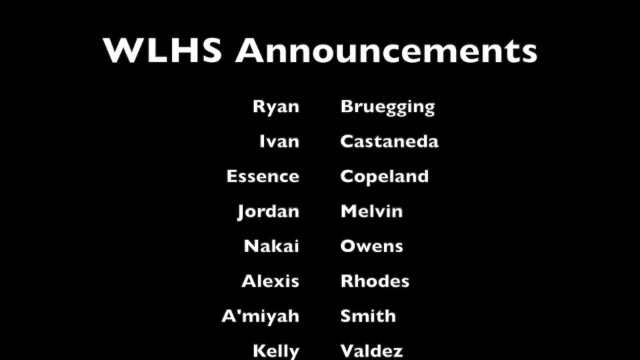 WLHS Announcements
Ryan Bruegging
Ivan Castaneda
Essence Copeland
Jordan Melvin
Nakai Owens
Alexis Rhodes
A'miyah Smith
Kelly Valdez